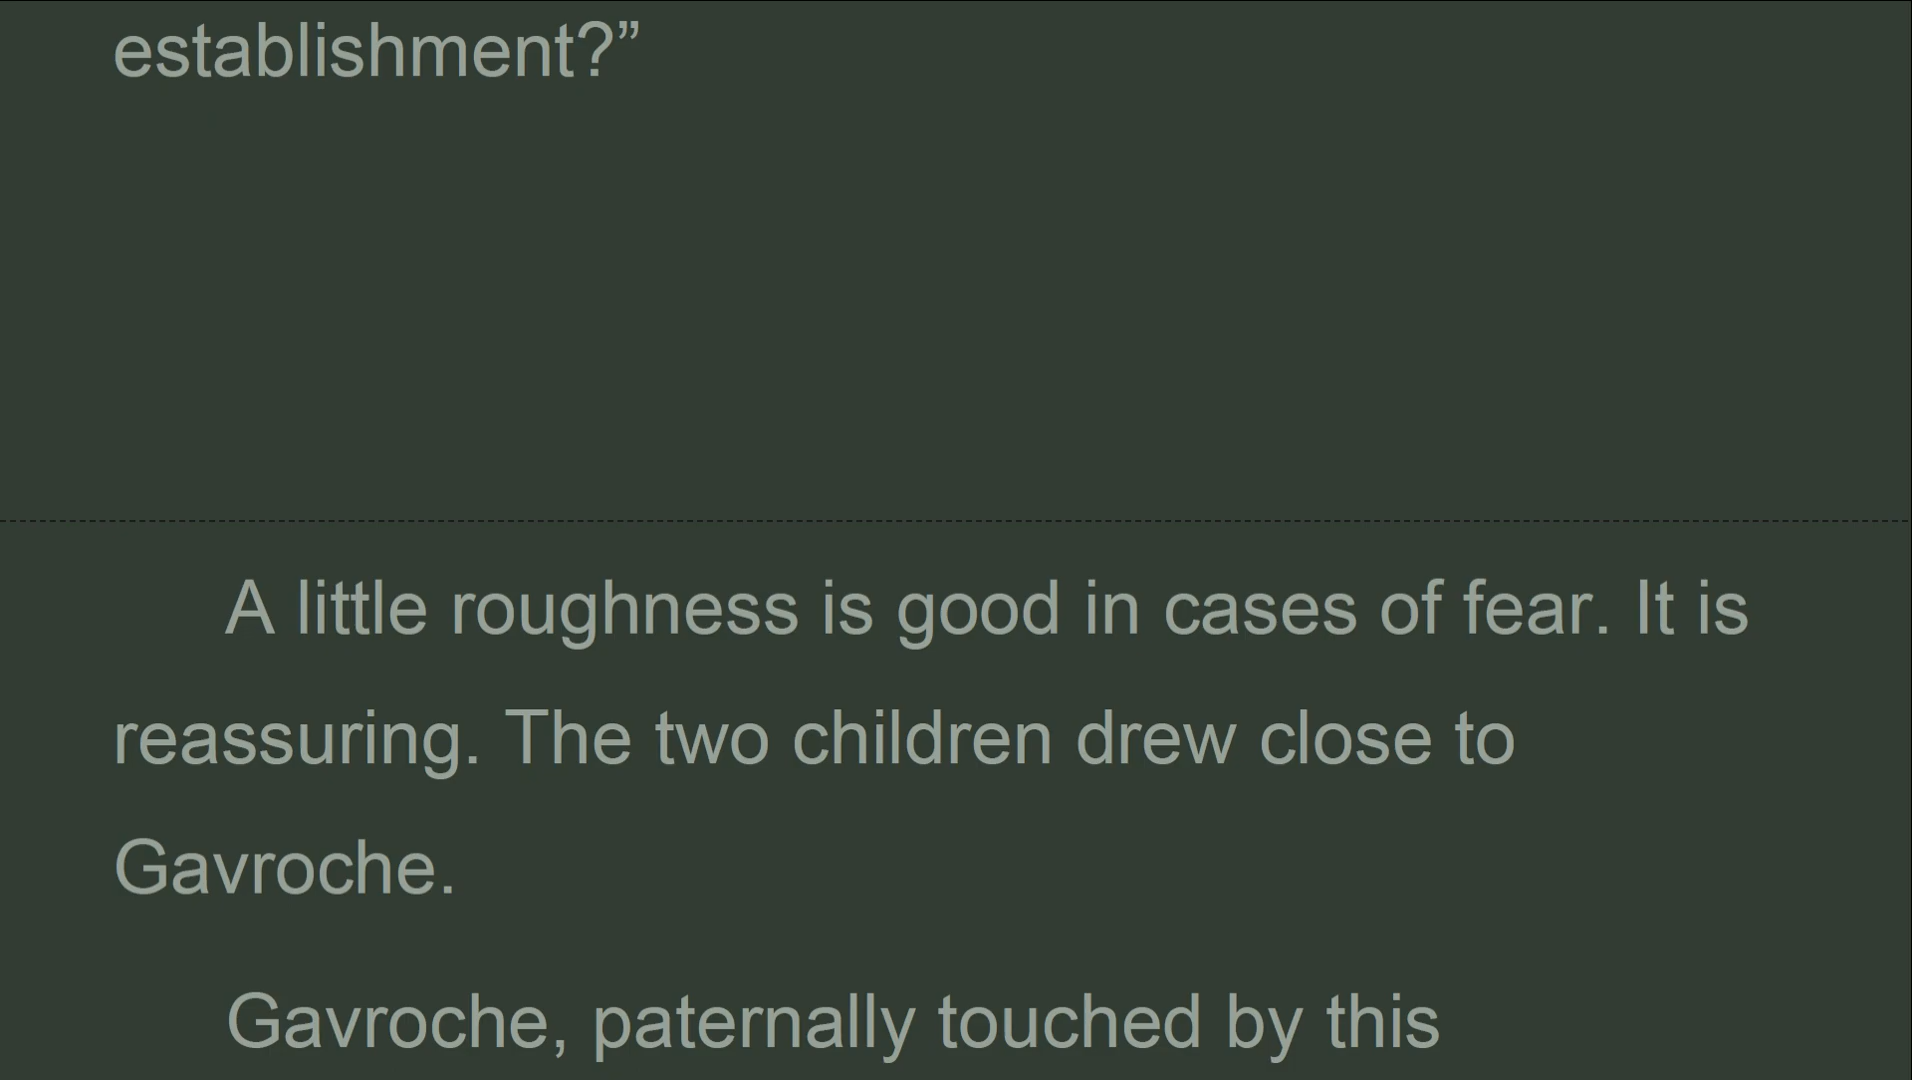 establishment?”
A little roughness is good in cases of fear. It is
reassuring. The two children drew close to
Gavroche.
Gavroche, paternally touched by this